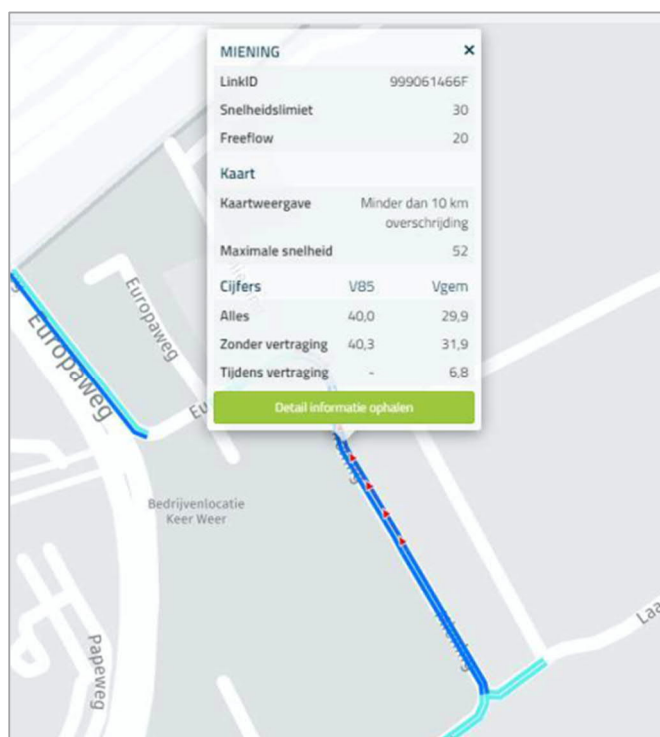 MIENING ×
LinkID 999061466F
Snelheidslimiet 30
Freeflow 20
Kaart
Kaartweergave Minder dan 10 km
overschrijding
Maximale snelheid 52
Cijfers V85 Vgem
Alles 40,0 29,9
Zonder vertraging 40,3 31,9
Tijdens vertraging - 6,8
Detail informatie ophalen
Europaweg
Europaweg
Bedrijvenlocatie
Keer Weer
Papeweg